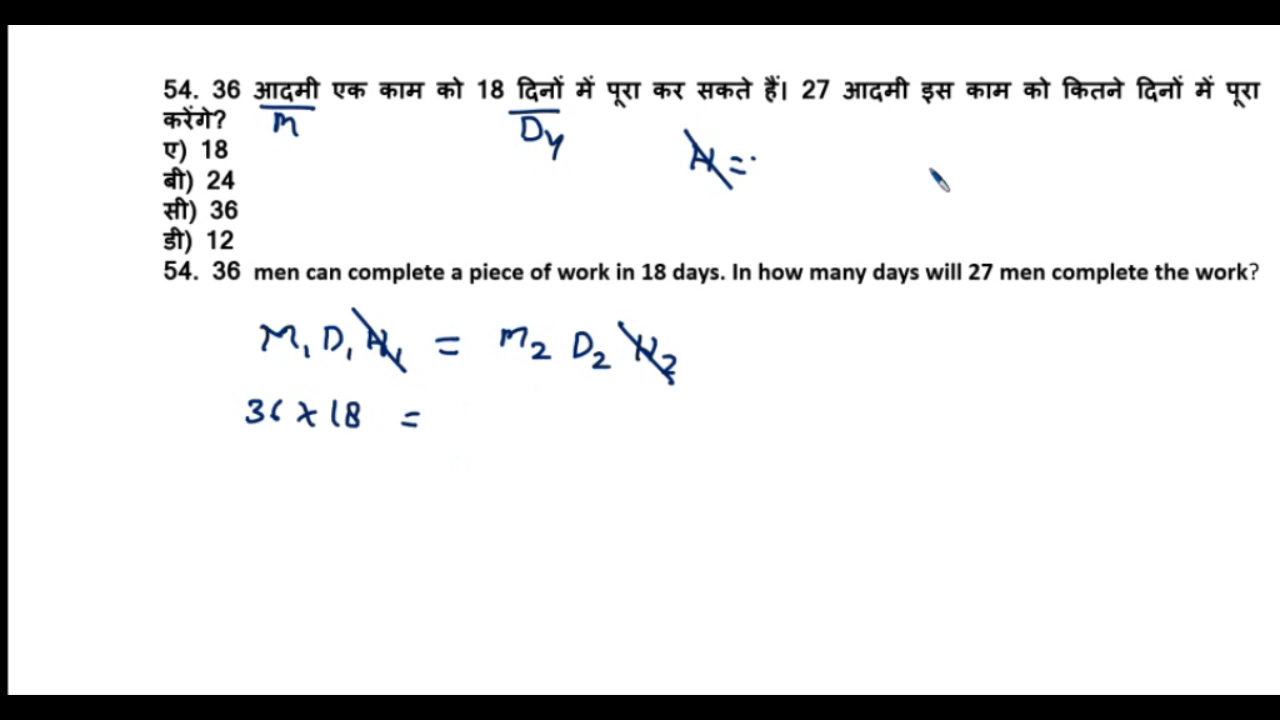 54. 36 आदमी एक काम को 18 दिनों में पूरा कर सकते हैं। 27 आदमी इस काम को कितने दिनों में पूरा
करेंगे?
M
Dy
H =
ए) 18
बी) 24
सी) 36
डी) 12
54. 36 men can complete a piece of work in 18 days. In how many days will 27 men complete the work?
M₁ D₁ H₁ = M₂ D₂ H₂
36 x 18 =